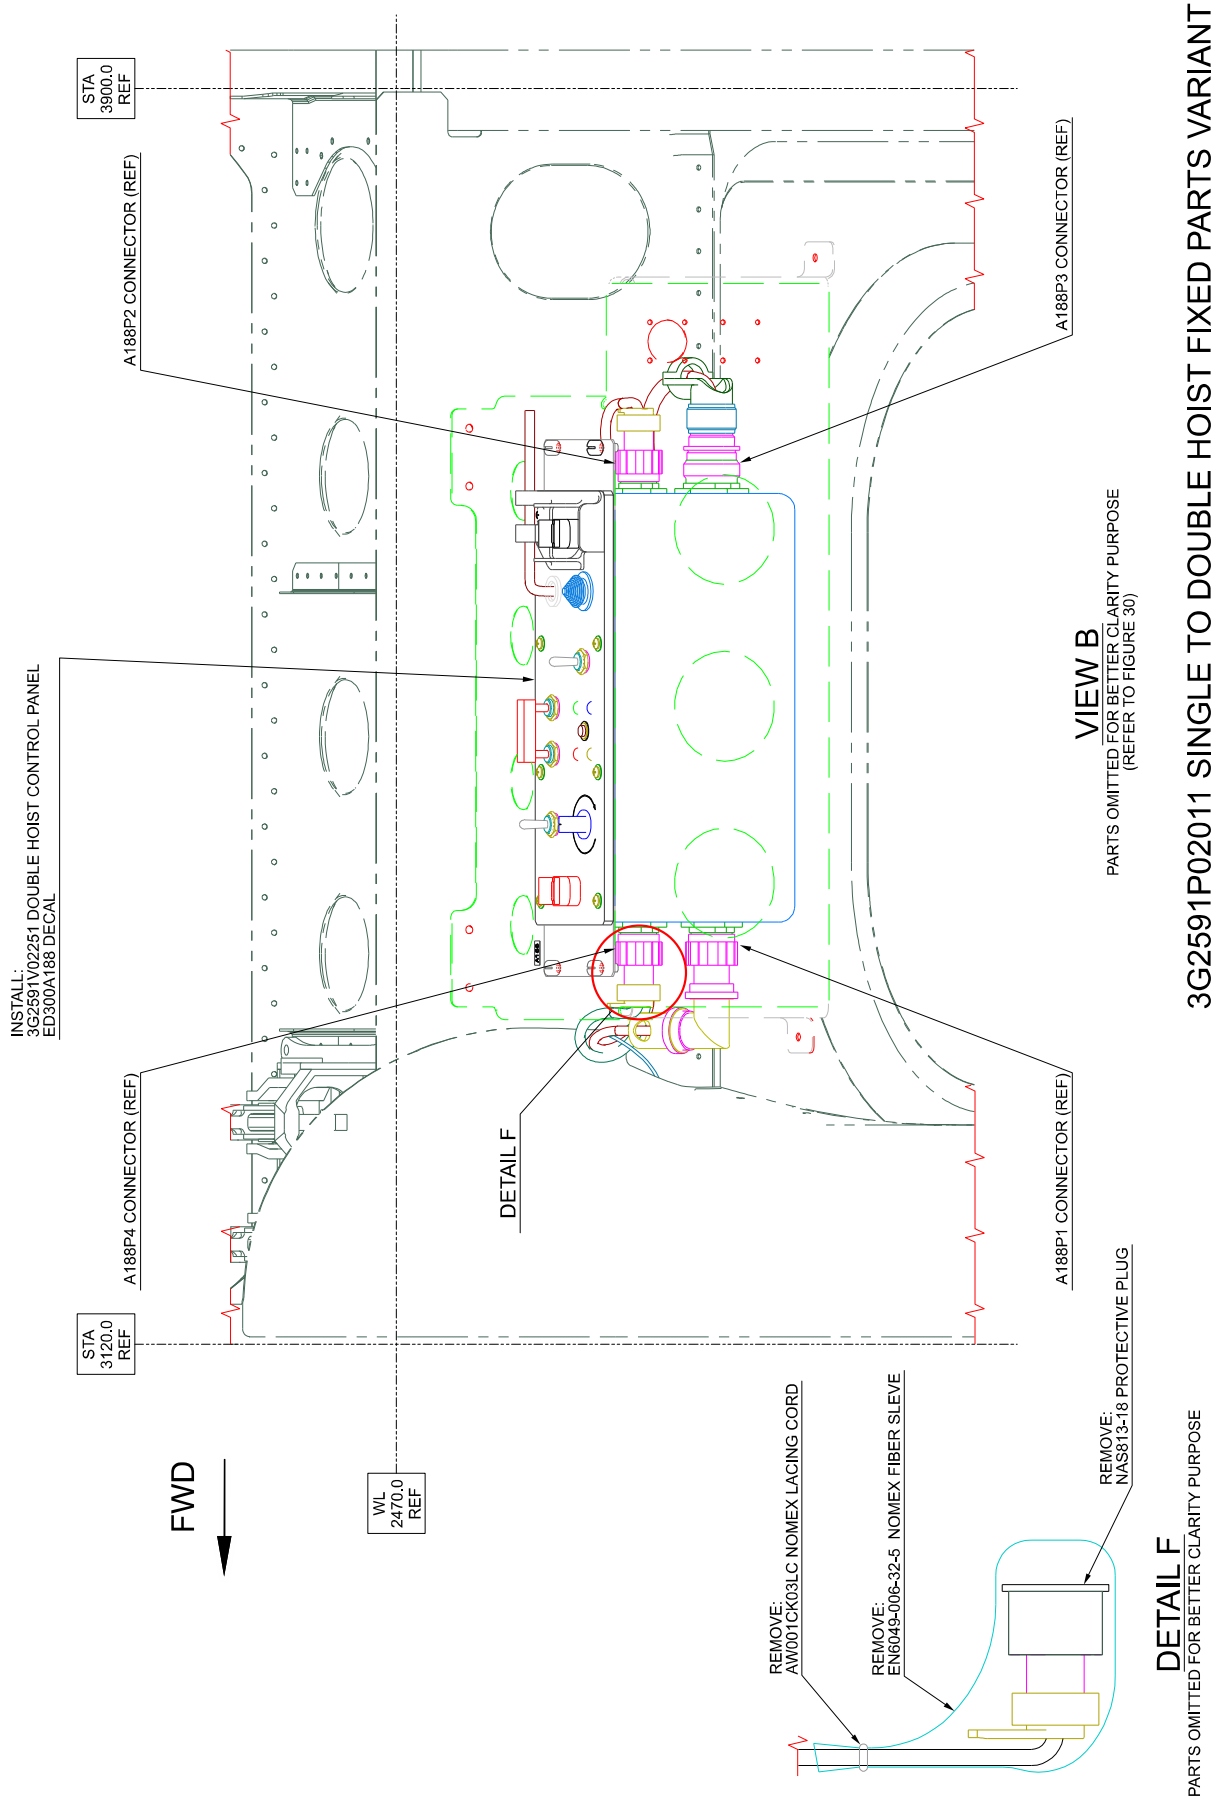 INSTALL:
3G2591V02251 DOUBLE HOIST CONTROL PANEL
ED300A188 DECAL
STA
3120.0
REF
A188P4 CONNECTOR (REF)
A188P2 CONNECTOR (REF)
STA
3900.0
REF
FWD
WL
2470.0
REF
A188
DETAIL F
A188P1 CONNECTOR (REF)
A188P3 CONNECTOR (REF)
VIEW B
PARTS OMITTED FOR BETTER CLARITY PURPOSE
(REFER TO FIGURE 30)
REMOVE:
AW001CK03LC NOMEX LACING CORD
REMOVE:
EN6049-006-32-5 NOMEX FIBER SLEVE
REMOVE:
NAS813-18 PROTECTIVE PLUG
DETAIL F
PARTS OMITTED FOR BETTER CLARITY PURPOSE
3G2591P02011 SINGLE TO DOUBLE HOIST FIXED PARTS VARIANT